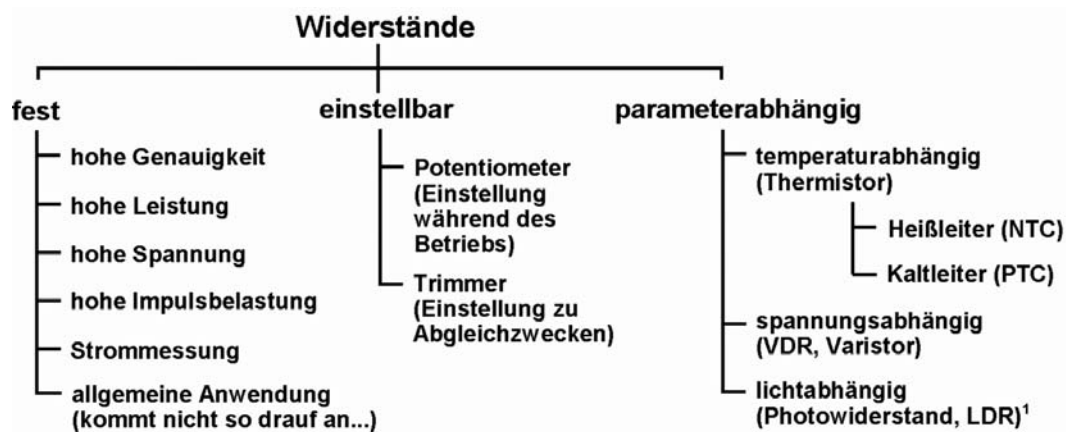 Widerstände
fest
hohe Genauigkeit
hohe Leistung
hohe Spannung
hohe Impulsbelastung
Strommessung
allgemeine Anwendung
(kommt nicht so drauf an...)
einstellbar
Potentiometer
(Einstellung
während des
Betriebs)
Trimmer
(Einstellung zu
Abgleichzwecken)
parameterabhängig
temperaturabhängig
(Thermistor)
Heißleiter (NTC)
Kaltleiter (PTC)
spannungsabhängig
(VDR, Varistor)
lichtabhängig
(Photowiderstand, LDR)¹